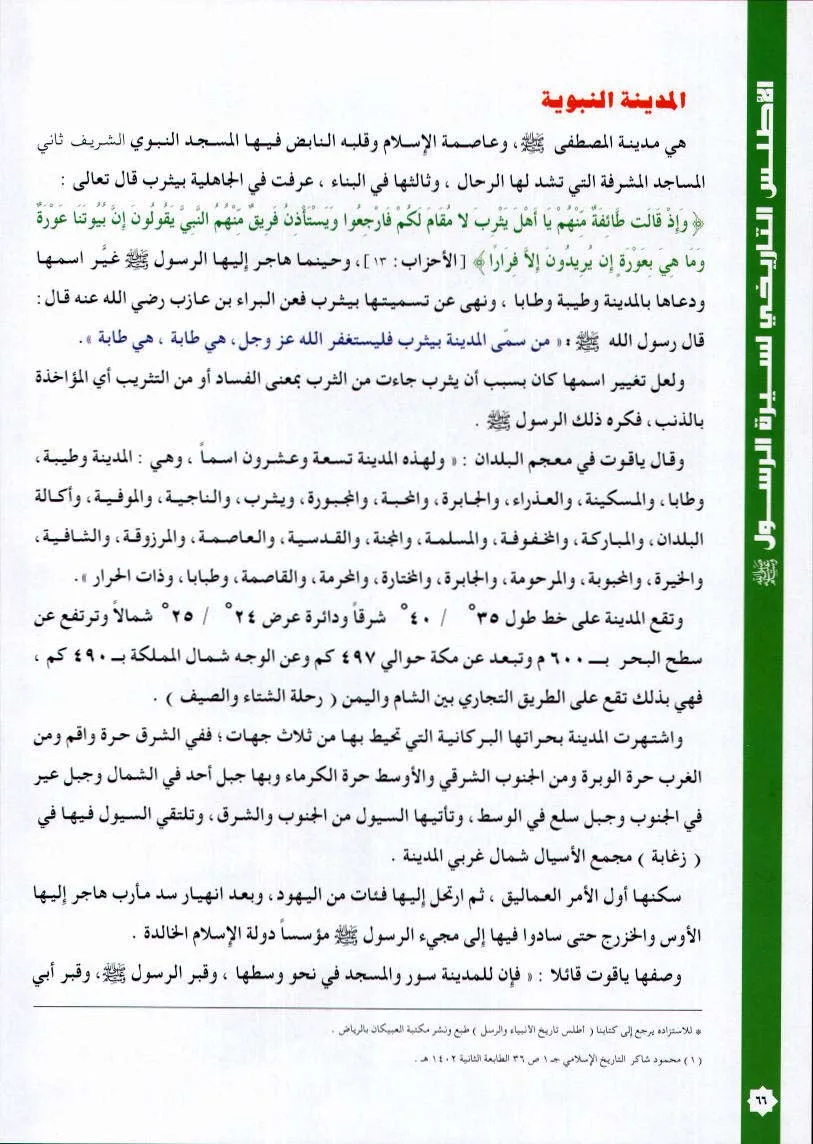 المدينة النبوية
هي مدينة المصطفى ﷺ، وعاصمة الإسلام وقلبه النابض فيها المسجد النبوي الشريف ثاني
المساجد المشرفة التي تشد لها الرحال ، وثالثها في البناء ، عرفت في الجاهلية بيثرب قال تعالى :
﴿ وَإِذْ قَالَت طَّائِفَةٌ مِّنْهُمْ يَا أَهْلَ يَثْرِبَ لا مُقَامَ لَكُمْ فَارْجِعُوا وَيَسْتَأْذِنُ فَرِيقٌ مِّنْهُمُ النَّبِيَّ يَقُولُونَ إِنَّ بُيُوتَنَا عَوْرَةٌ
وَمَا هِيَ بِعَوْرَةٍ إِن يُرِيدُونَ إِلاَّ فِرَارًا ﴾ [ الأحزاب : ١٣ ]، وحينما هاجر إليها الرسول ﷺ غيَّر اسمها
ودعاها بالمدينة وطيبة وطابا ، ونهى عن تسميتها بيثرب فعن البراء بن عازب رضي الله عنه قال :
قال رسول الله ﷺ : « من سمّى المدينة بيثرب فليستغفر الله عز وجل، هي طابة ، هي طابة ».
ولعل تغيير اسمها كان بسبب أن يثرب جاءت من الثرب بمعنى الفساد أو من التثريب أي المؤاخذة
بالذنب، فكره ذلك الرسول ﷺ .
وقال ياقوت في معجم البلدان : « ولهذه المدينة تسعة وعشرون اسماً ، وهي : المدينة وطيبة،
وطابا، والمسكينة، والعذراء، والجابرة، والمحبة، والمجبورة، ويثرب، والناجية، والموفية، وأكالة
البلدان، والمباركة، والمحفوفة، والمسلمة، والمجنة، والقدسية، والعاصمة، والمرزوقة، والشافية،
والخيرة، والمحبوبة، والمرحومة، والجابرة، والمختارة، والمحرمة، والقاصمة، وطبابا، وذات الحرار ».
وتقع المدينة على خط طول ٣٥° / ٤٠° شرقاً ودائرة عرض ٢٤° / ٢٥° شمالاً وترتفع عن
سطح البحر بــ ٦٠٠ م وتبعد عن مكة حوالي ٤٩٧ كم وعن الوجه شمال المملكة بــ ٤٩٠ كم ،
فهي بذلك تقع على الطريق التجاري بين الشام واليمن ( رحلة الشتاء والصيف ) .
واشتهرت المدينة بحراتها البركانية التي تحيط بها من ثلاث جهات؛ ففي الشرق حرة واقم ومن
الغرب حرة الوبرة ومن الجنوب الشرقي والأوسط حرة الكرماء وبها جبل أحد في الشمال وجبل عير
في الجنوب وجبل سلع في الوسط، وتأتيها السيول من الجنوب والشرق، وتلتقي السيول فيها في
( زغابة ) مجمع الأسيال شمال غربي المدينة .
سكنها أول الأمر العماليق ، ثم ارتحل إليها فئات من اليهود، وبعد انهيار سد مأرب هاجر إليها
الأوس والخزرج حتى سادوا فيها إلى مجيء الرسول ﷺ مؤسساً دولة الإسلام الخالدة .
وصفها ياقوت قائلا : « فإن للمدينة سور والمسجد في نحو وسطها ، وقبر الرسول ﷺ، وقبر أبي
* للاستزاده يرجع إلى كتابنا ( أطلس تاريخ الانبياء والرسل ) طبع ونشر مكتبة العبيكان بالرياض .
( ١ ) محمود شاكر التاريخ الإسلامي جـ ١ ص ٣٦ الطابعة الثانية ١٤٠٢ هـ .
الأطلس التاريخي لسيرة الرسول ﷺ
٦٦